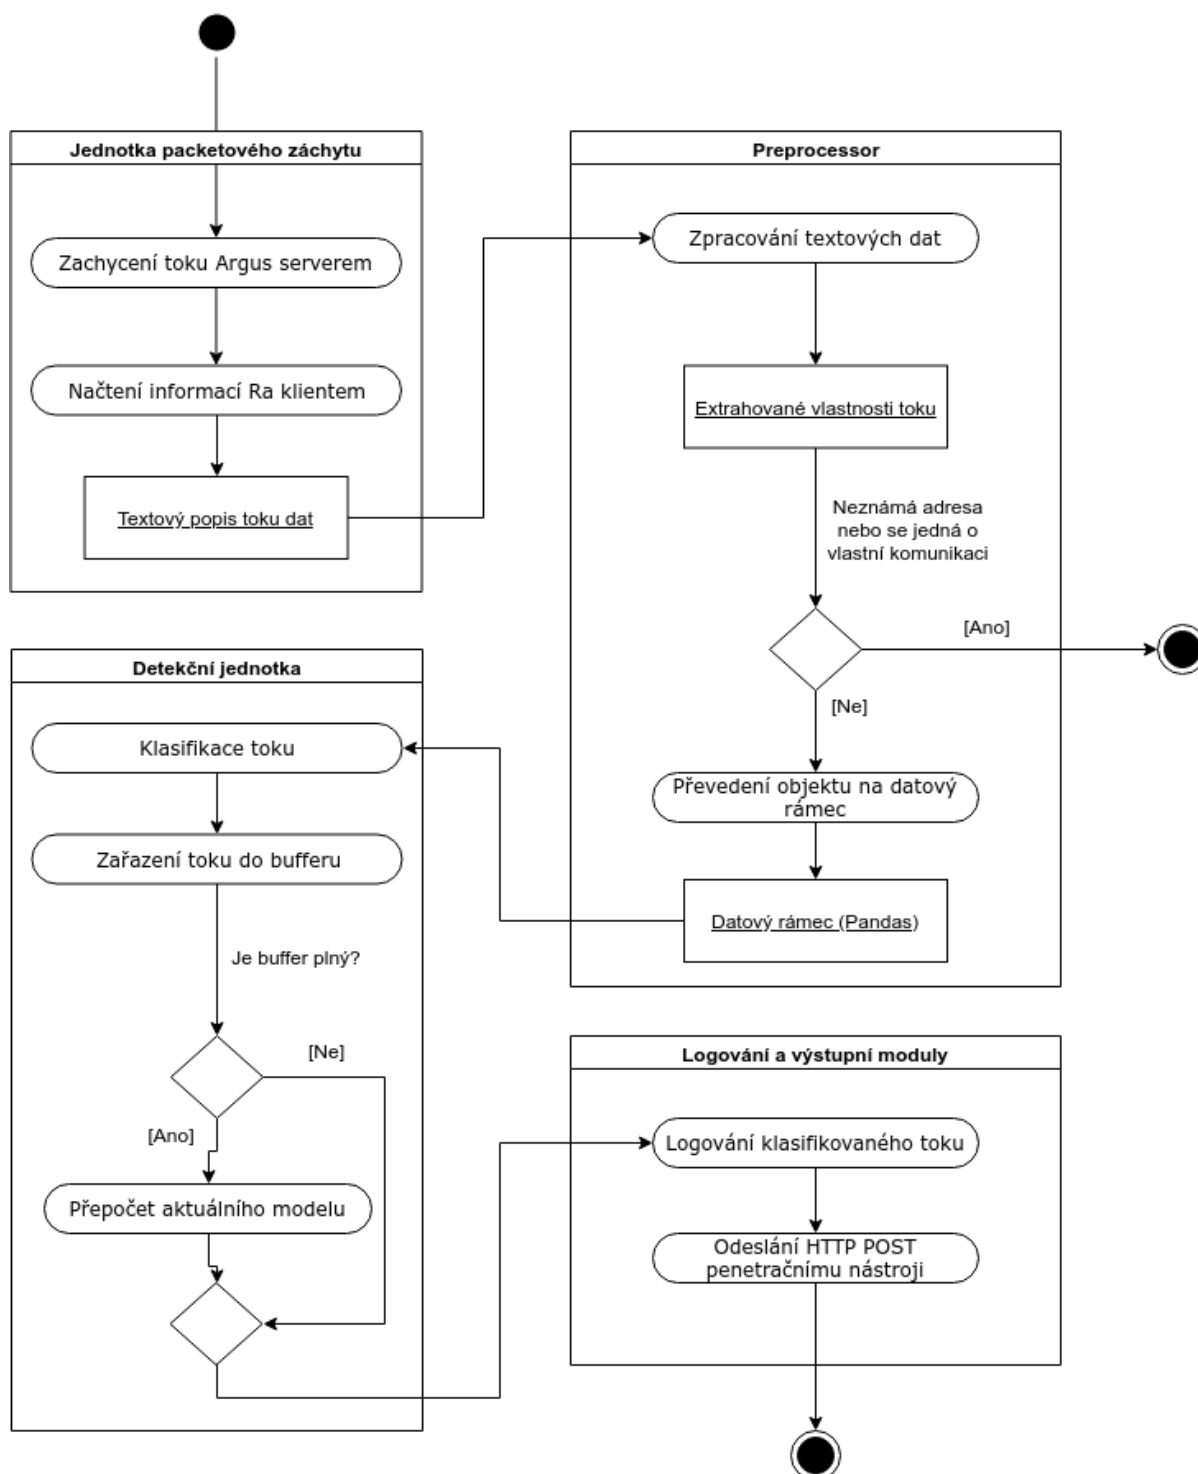 Jednotka packetového záchytu
Zachycení toku Argus serverem
Načtení informací Ra klientem
Textový popis toku dat
Preprocessor
Zpracování textových dat
Extrahované vlastnosti toku
Neznámá adresa
nebo se jedná o
vlastní komunikaci
[Ano]
[Ne]
Převedení objektu na datový
rámec
Datový rámec (Pandas)
Detekční jednotka
Klasifikace toku
Zařazení toku do bufferu
Je buffer plný?
[Ne]
[Ano]
Přepočet aktuálního modelu
Logování a výstupní moduly
Logování klasifikovaného toku
Odeslání HTTP POST
penetračnímu nástroji